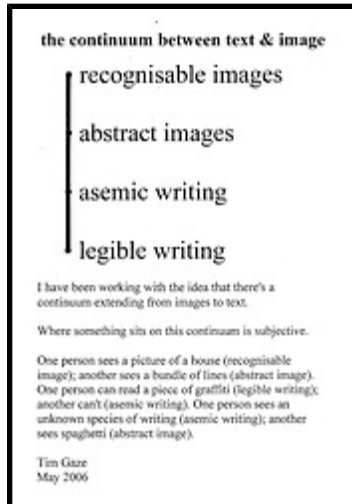 the continuum between text & image
recognisable images
abstract images
asemic writing
legible writing
I have been working with the idea that there's a
continuum extending from images to text.
Where something sits on this continuum is subjective.
One person sees a picture of a house (recognisable
image); another sees a bundle of lines (abstract image).
One person can read a piece of graffiti (legible writing);
another can't (asemic writing). One person sees an
unknown species of writing (asemic writing); another
sees spaghetti (abstract image).
Tim Gaze
May 2006